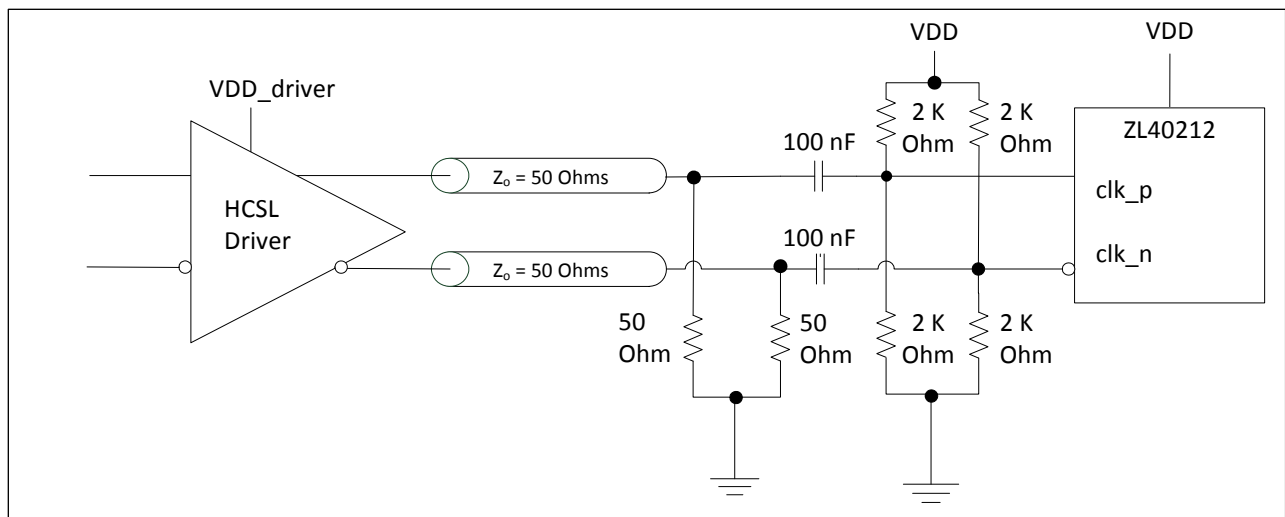 VDD
VDD
VDD_driver
2 K
Ohm
2 K
Ohm
ZL40212
100 nF
Zo = 50 Ohms
clk_p
HCSL
Driver
100 nF
clk_n
Zo = 50 Ohms
50
Ohm
50
Ohm
2 K
Ohm
2 K
Ohm